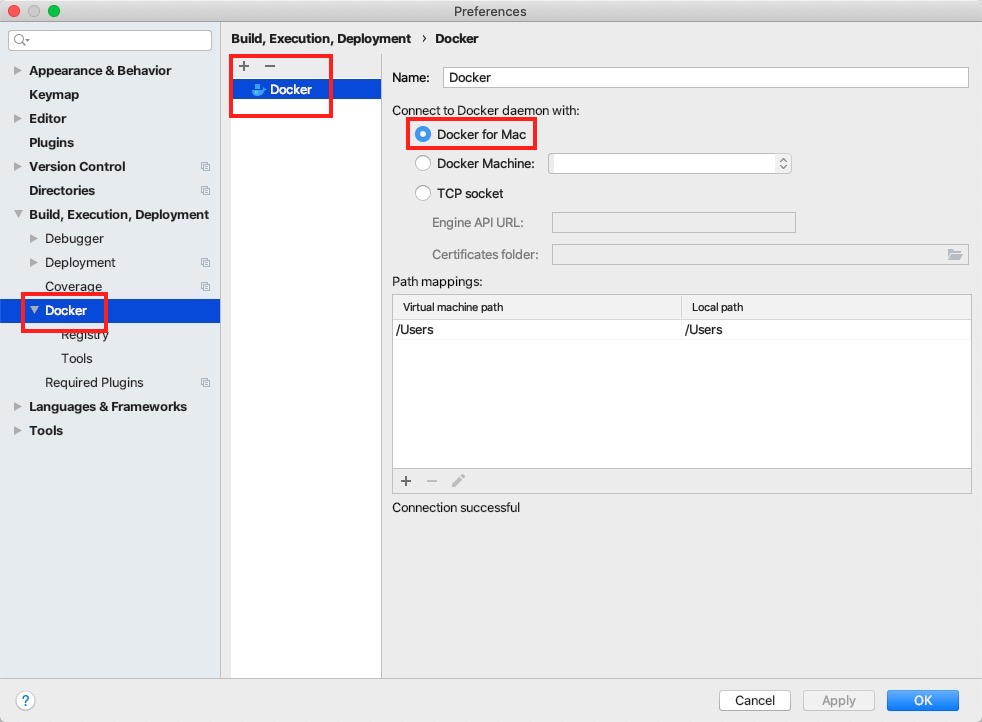 Preferences
Appearance & Behavior
Keymap
Editor
Plugins
Version Control
Directories
Build, Execution, Deployment
Debugger
Deployment
Coverage
Docker
Registry
Tools
Required Plugins
Languages & Frameworks
Tools
Build, Execution, Deployment › Docker
Docker
Name: Docker
Connect to Docker daemon with:
Docker for Mac
Docker Machine:
TCP socket
Engine API URL:
Certificates folder:
Path mappings:
Virtual machine path Local path
/Users /Users
Connection successful
? Cancel Apply OK